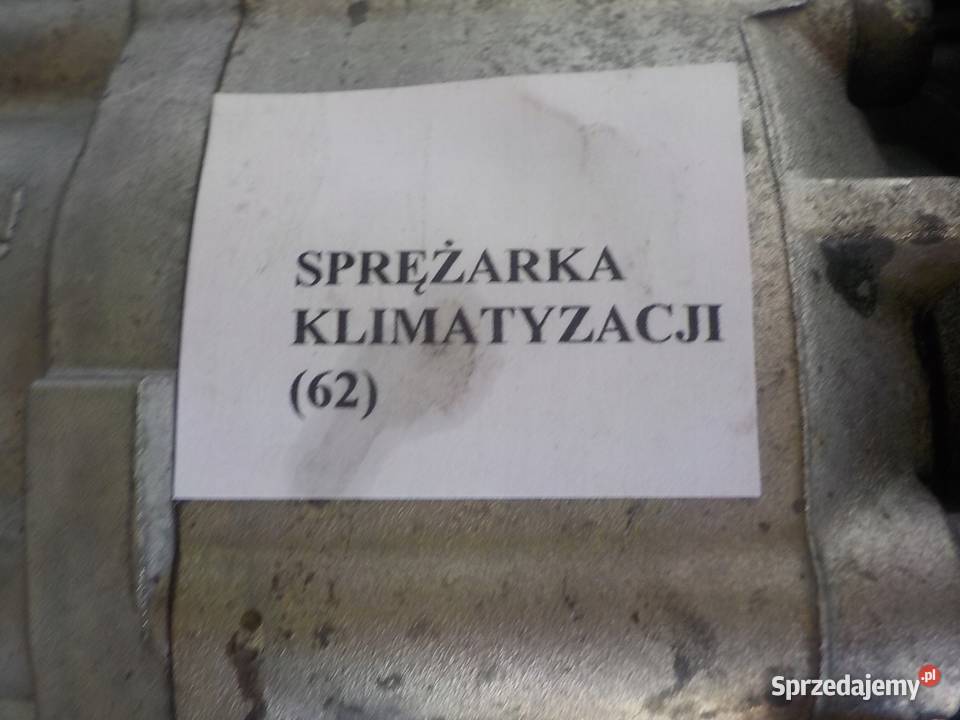 SPRĘŻARKA
KLIMATYZACJI
(62)
Sprzedajemy.pl